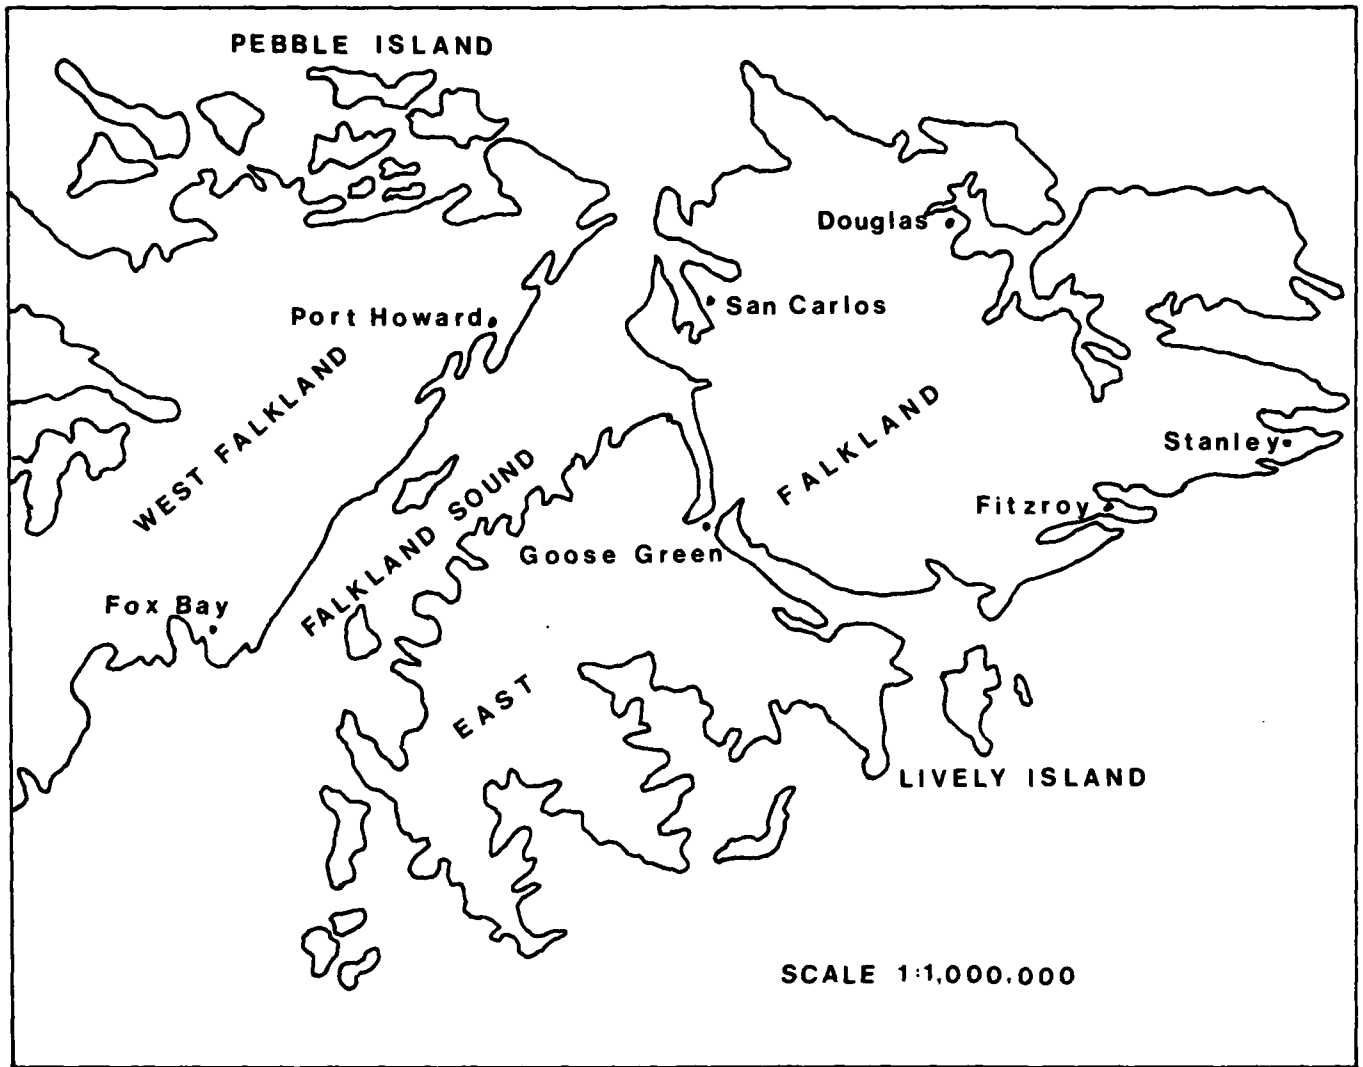 PEBBLE ISLAND
Douglas
San Carlos
Port Howard
WEST FALKLAND
FALKLAND
Stanley
FALKLAND SOUND
Fitzroy
Goose Green
Fox Bay
EAST
LIVELY ISLAND
SCALE 1:1,000,000